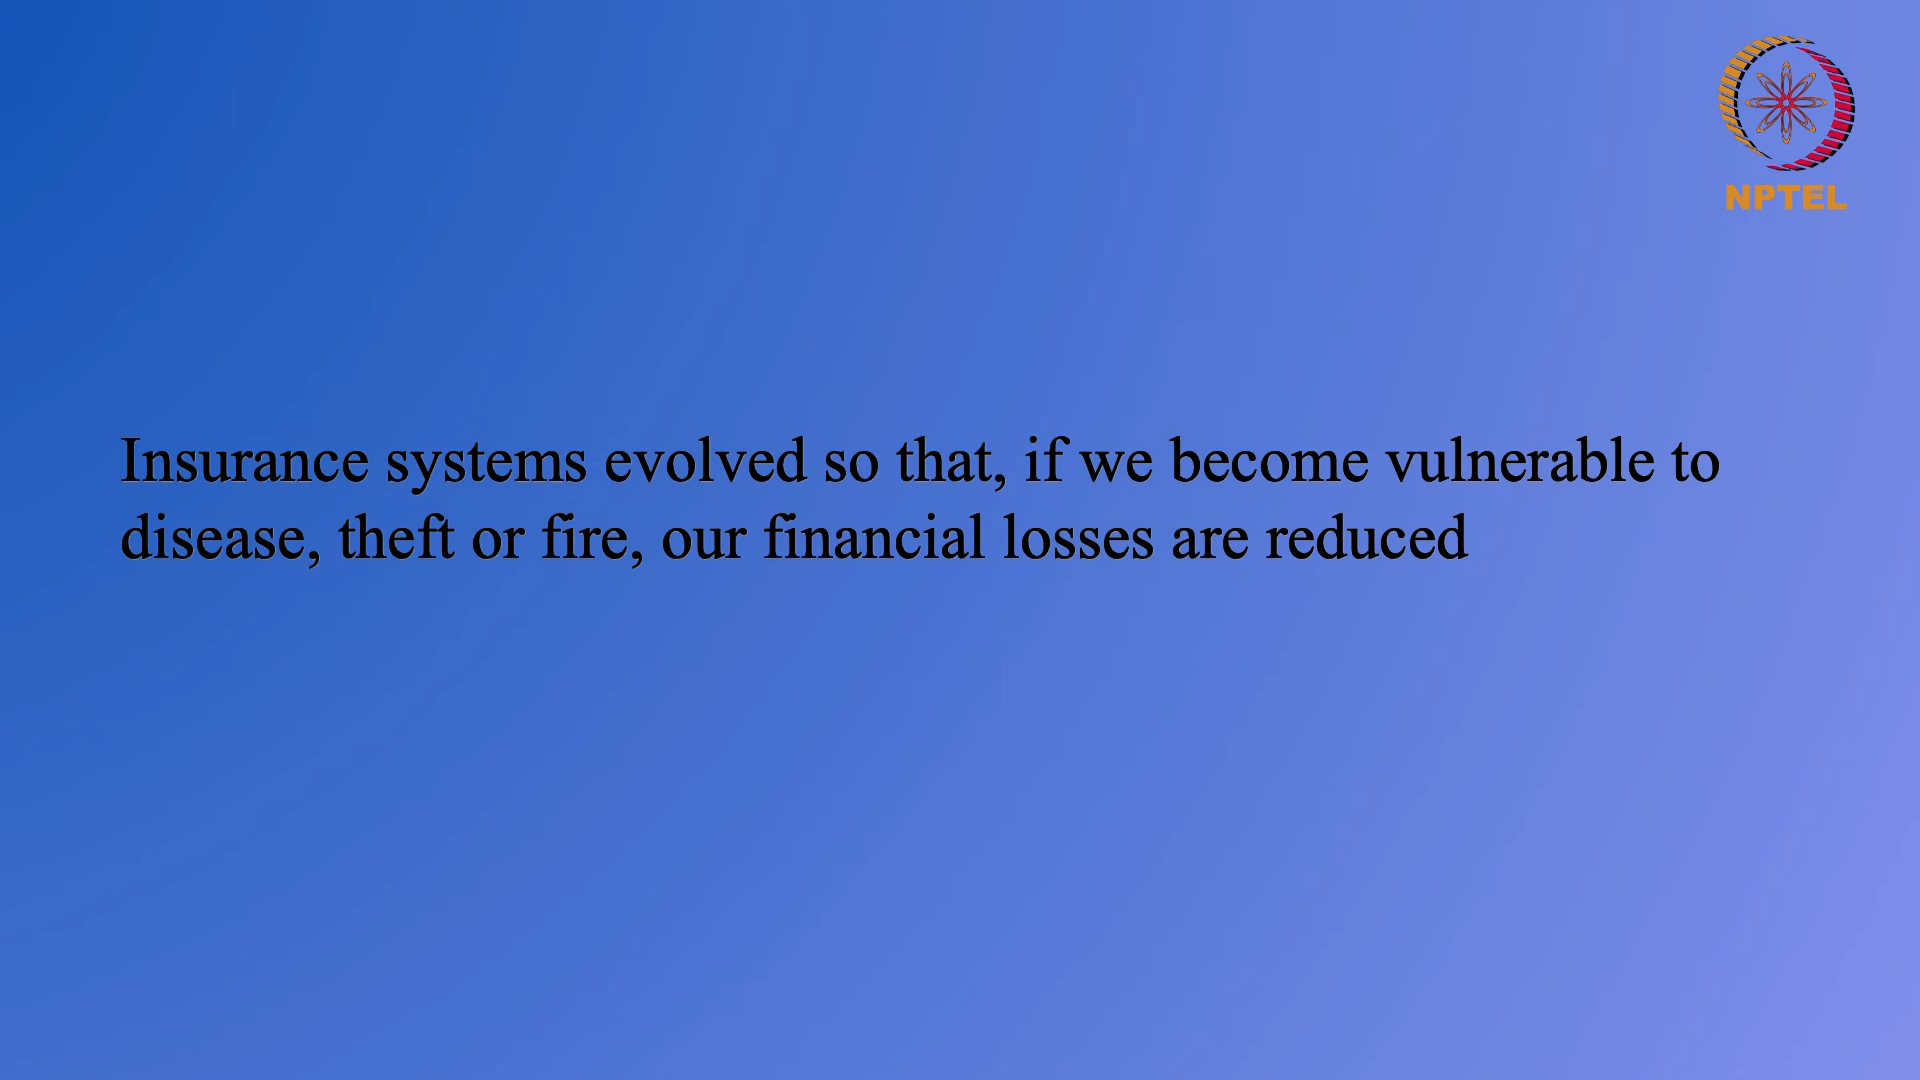 NPTEL
Insurance systems evolved so that, if we become vulnerable to
disease, theft or fire, our financial losses are reduced